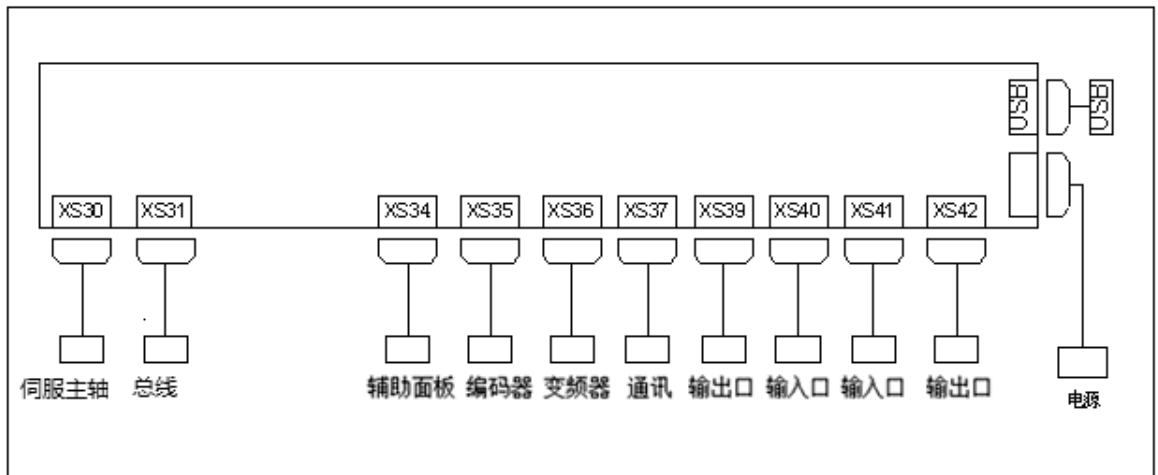 USB USB
XS30 XS31 XS34 XS35 XS36 XS37 XS39 XS40 XS41 XS42
伺服主轴 总线 辅助面板 编码器 变频器 通讯 输出口 输入口 输入口 输出口
电源